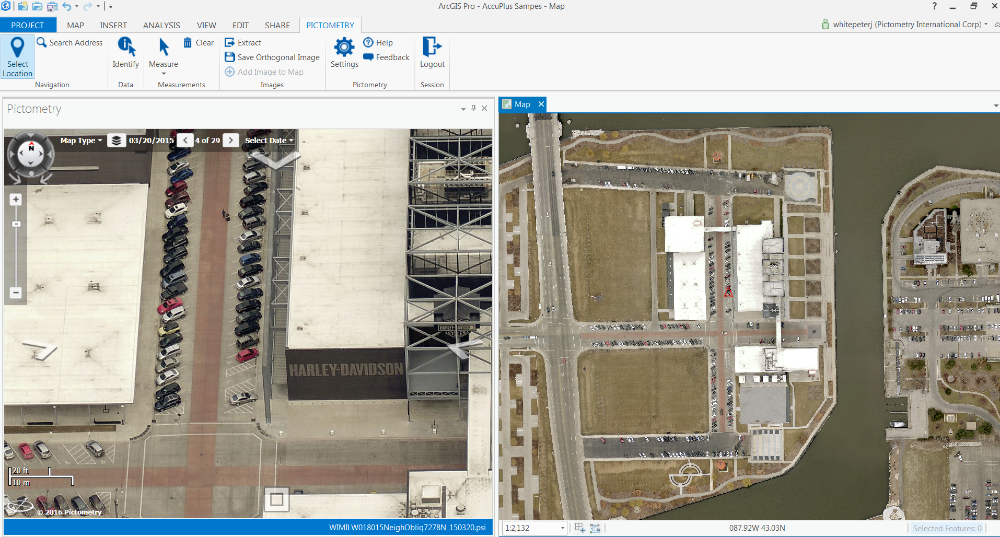 ArcGIS Pro - AccuPlus Sampes - Map
?
PROJECT MAP INSERT ANALYSIS VIEW EDIT SHARE PICTOMETRY
whitepeterj (Pictometry International Corp)
Select Location
Search Address
Navigation
Identify
Data
Measure
Clear
Measurements
Extract
Save Orthogonal Image
Add Image to Map
Images
Settings
Help
Feedback
Pictometry
Logout
Session
Pictometry
Map Type
03/20/2015
4 of 29
Select Date
N
HARLEY-DAVIDSON
HARLEY-DAVIDSON
CYCLES
20 ft
10 m
© 2016 Pictometry
WIMILW018015NeighObliq7278N_150320.psi
Map
1:2,132
087.92W 43.03N
Selected Features: 0